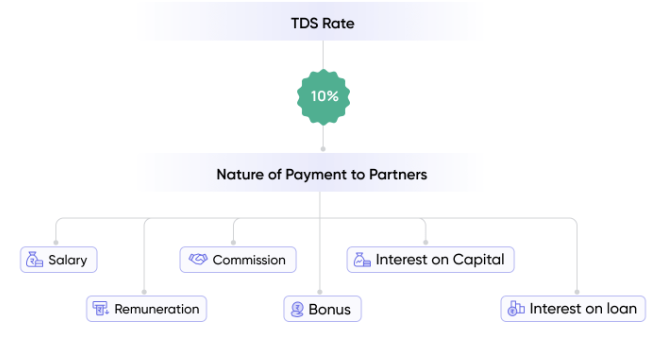 TDS Rate
10%
Nature of Payment to Partners
Salary
Commission
Interest on Capital
Remuneration
Bonus
Interest on loan